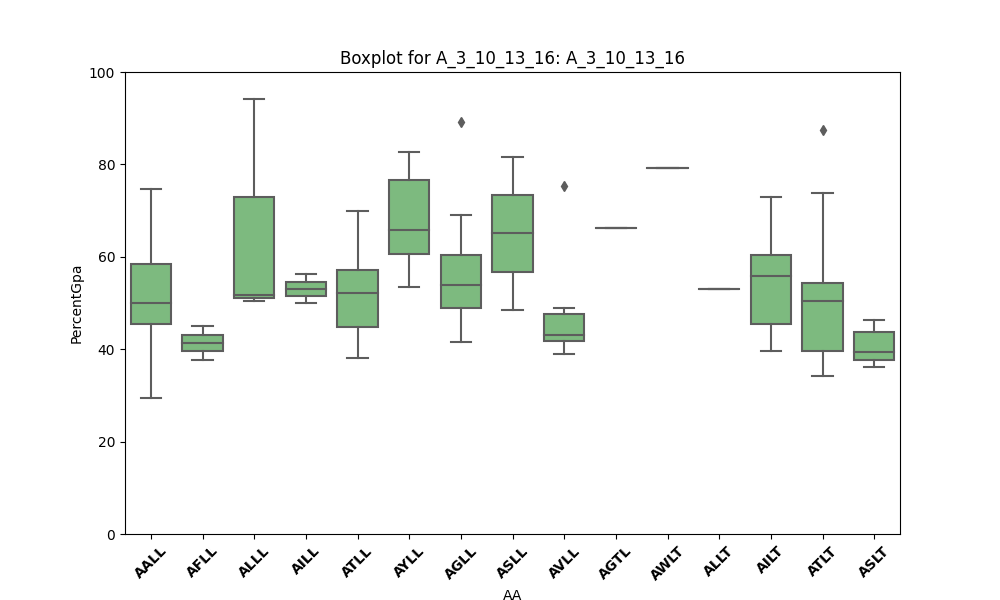 Boxplot for A_3_10_13_16: A_3_10_13_16
100
80
60
40
20
0
PercentGpa
AALL AFLL ALLL AILL ATLL AYLL AGLL ASLL AVLL AGTL AWLT ALLT AILT ATLT ASLT
AA